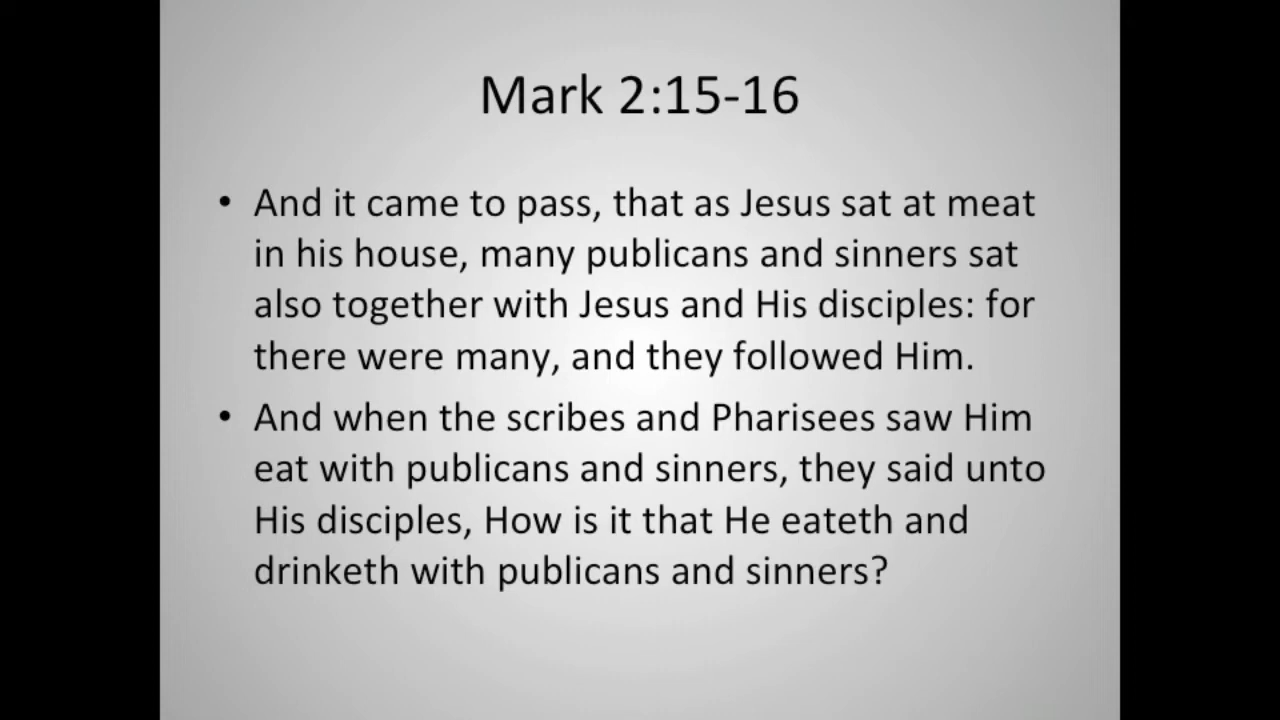 Mark 2:15-16
• And it came to pass, that as Jesus sat at meat
in his house, many publicans and sinners sat
also together with Jesus and His disciples: for
there were many, and they followed Him.
• And when the scribes and Pharisees saw Him
eat with publicans and sinners, they said unto
His disciples, How is it that He eateth and
drinketh with publicans and sinners?